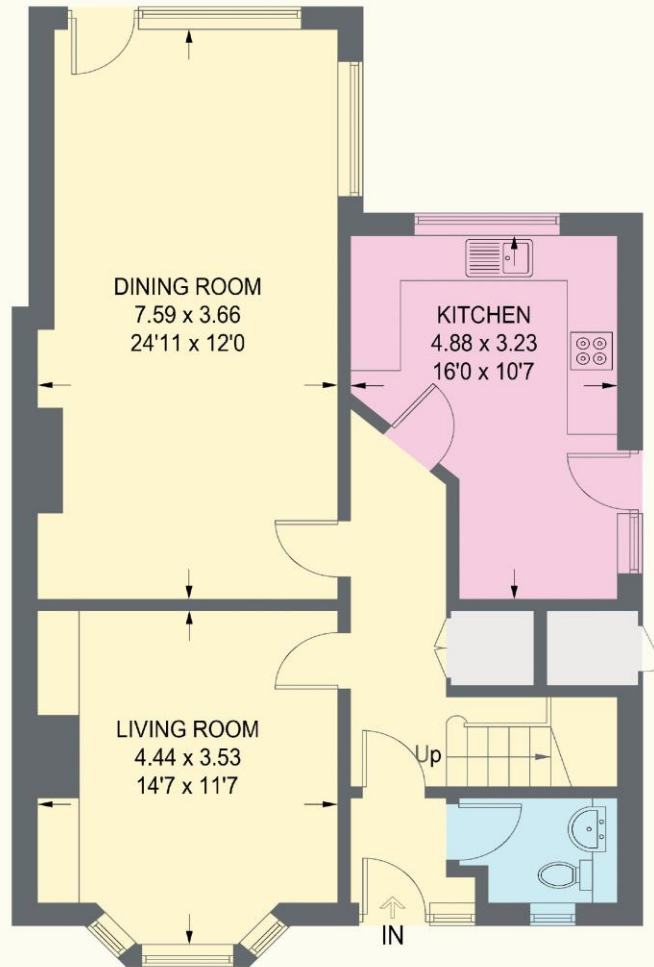 DINING ROOM
7.59 x 3.66
24'11 x 12'0
KITCHEN
4.88 x 3.23
16'0 x 10'7
LIVING ROOM
4.44 x 3.53
14'7 x 11'7
Up
IN